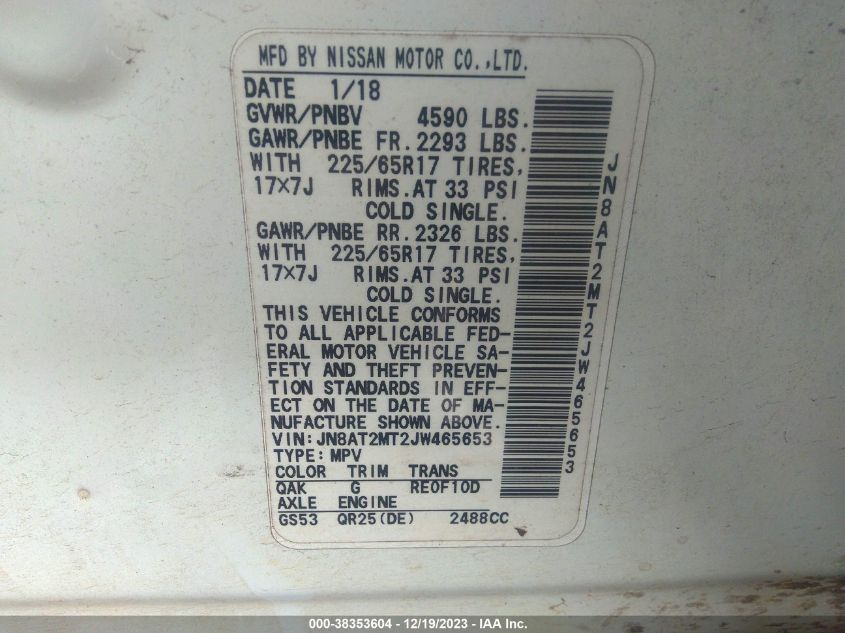 MFD BY NISSAN MOTOR CO.,LTD.
DATE 1/18
GVWR/PNBV 4590 LBS.
GAWR/PNBE FR. 2293 LBS.
WITH 225/65R17 TIRES,
17×7J RIMS.AT 33 PSI
COLD SINGLE.
GAWR/PNBE RR. 2326 LBS.
WITH 225/65R17 TIRES,
17×7J RIMS.AT 33 PSI
COLD SINGLE.
THIS VEHICLE CONFORMS
TO ALL APPLICABLE FED-
ERAL MOTOR VEHICLE SA-
FETY AND THEFT PREVEN-
TION STANDARDS IN EFF-
ECT ON THE DATE OF MA-
NUFACTURE SHOWN ABOVE.
VIN:JN8AT2MT2JW465653
TYPE:MPV
COLOR TRIM TRANS
QAK G RE0F10D
AXLE ENGINE
GS53 QR25(DE) 2488CC
JN8AT2MT2JW465653
000-38353604 - 12/19/2023 - IAA Inc.